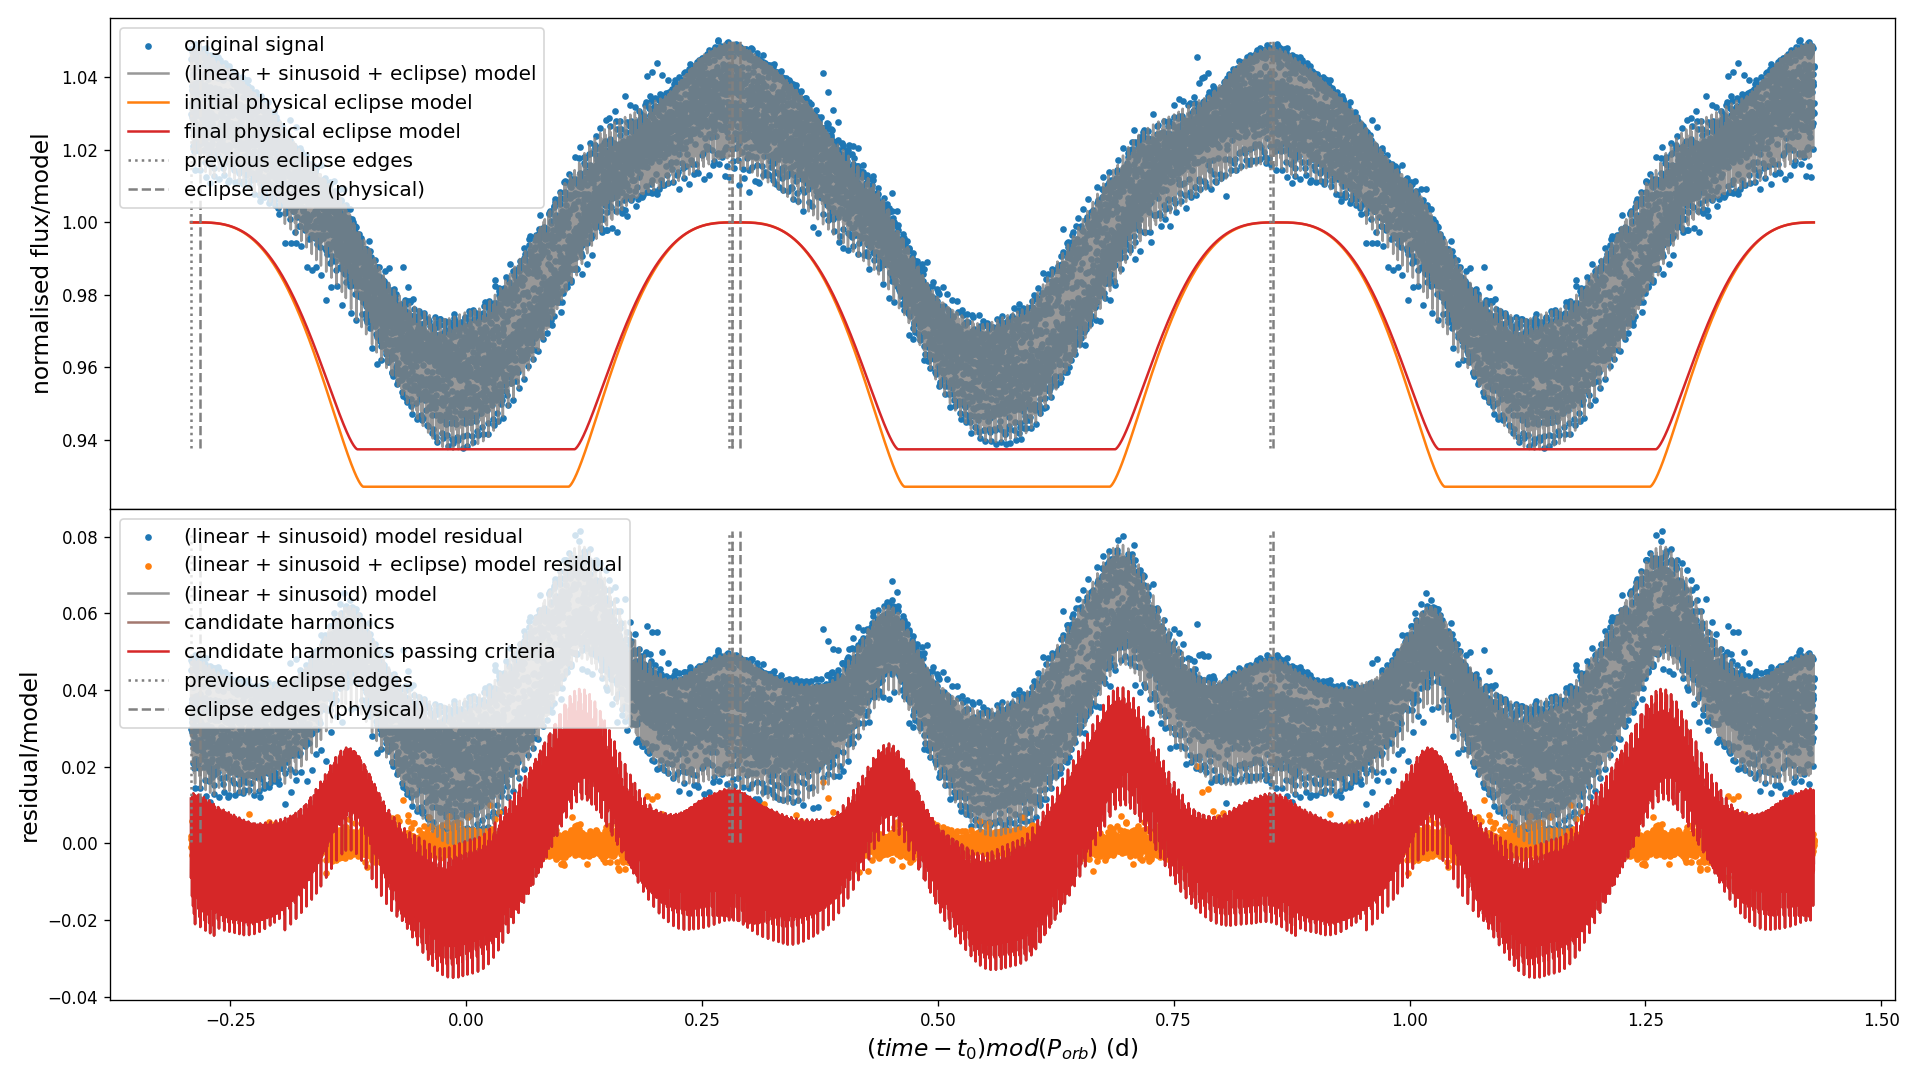 original signal
(linear + sinusoid + eclipse) model
initial physical eclipse model
final physical eclipse model
previous eclipse edges
eclipse edges (physical)
normalised flux/model
1.04
1.02
1.00
0.98
0.96
0.94
(linear + sinusoid) model residual
(linear + sinusoid + eclipse) model residual
(linear + sinusoid) model
candidate harmonics
candidate harmonics passing criteria
previous eclipse edges
eclipse edges (physical)
residual/model
0.08
0.06
0.04
0.02
0.00
−0.02
−0.04
−0.25 0.00 0.25 0.50 0.75 1.00 1.25 1.50
(time − t₀)mod(P_orb) (d)